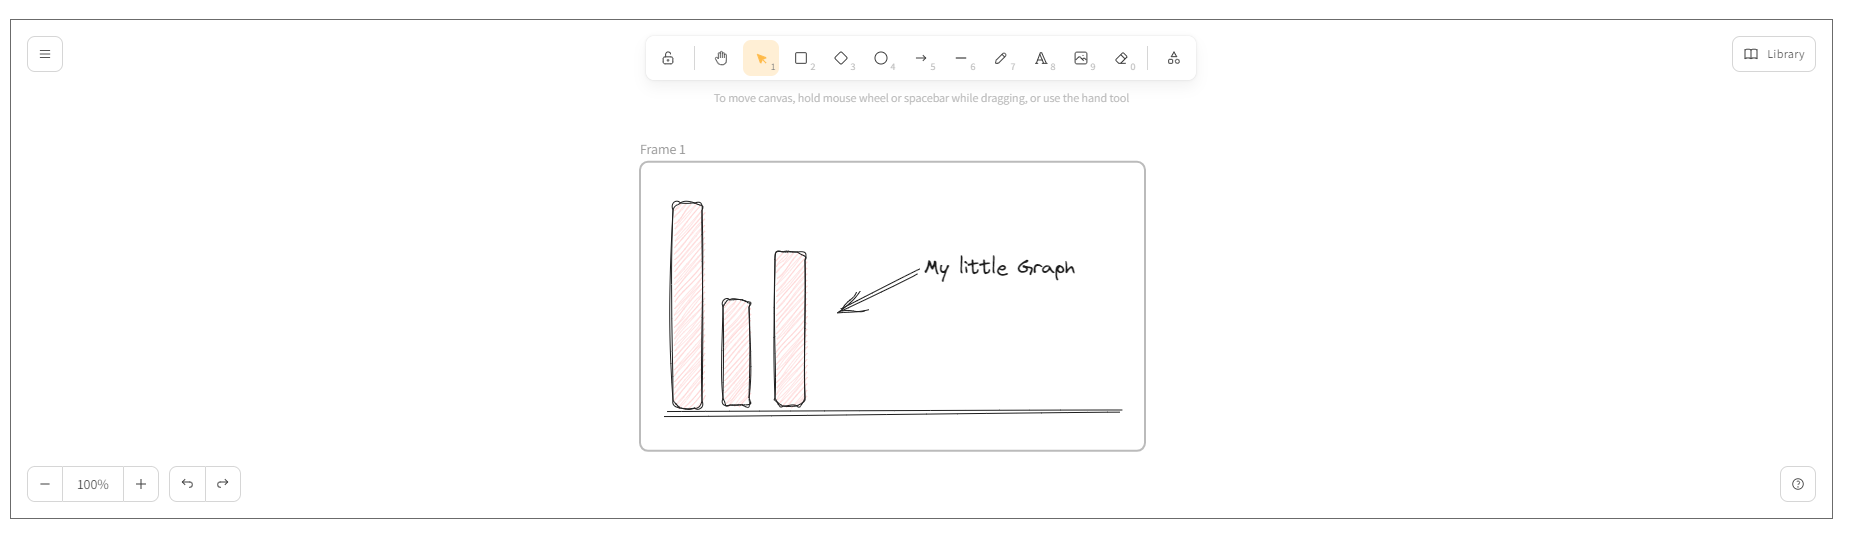 1 2 3 4 5 6 7 8 9 0
Library
To move canvas, hold mouse wheel or spacebar while dragging, or use the hand tool
Frame 1
My little Graph
100%